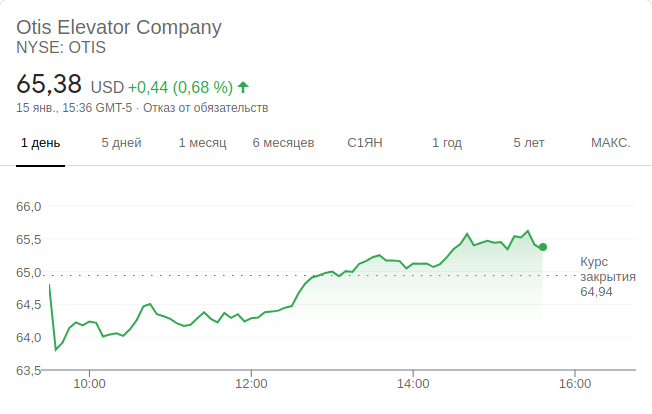 Otis Elevator Company
NYSE: OTIS
65,38 USD +0,44 (0,68 %)
15 янв., 15:36 GMT-5 · Отказ от обязательств
1 день 5 дней 1 месяц 6 месяцев С1ЯН 1 год 5 лет МАКС.
66,0
65,5
65,0
64,5
64,0
63,5
Курс
закрытия
64,94
10:00 12:00 14:00 16:00